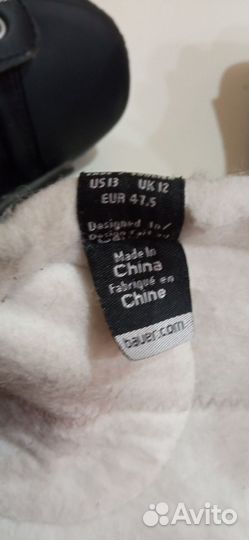 US 13 UK 12
EUR 47.5
Designed In/
Made In
China
Fabriqué en
Chine
bauer.com
Avito